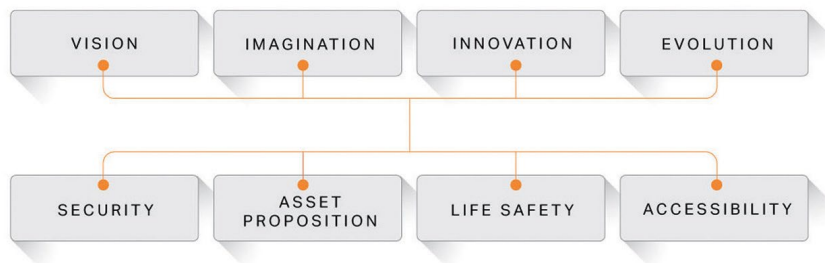 VISION
IMAGINATION
INNOVATION
EVOLUTION
SECURITY
ASSET
PROPOSITION
LIFE SAFETY
ACCESSIBILITY